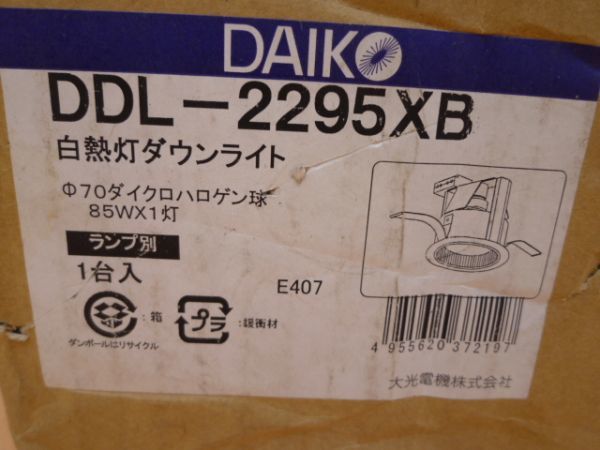 DAIKO
DDL-2295XB
白熱灯ダウンライト
Φ70ダイクロハロゲン球
85WX1灯
ランプ別
1台入
E407
:箱
プラ
:緩衝材
ダンボールはリサイクル
4 955620 372197
大光電機株式会社